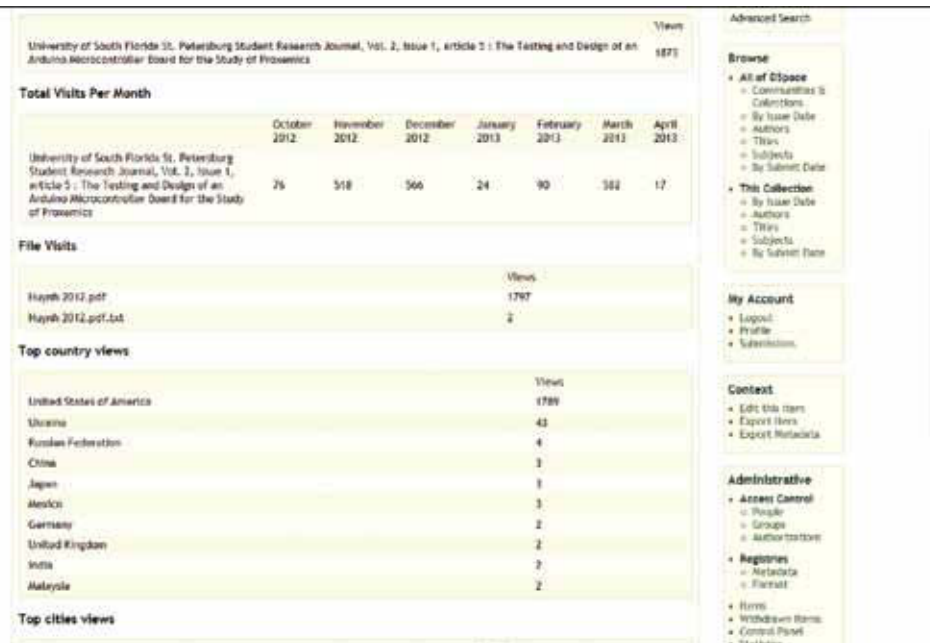 Views
University of South Florida St. Petersburg Student Research Journal, Vol. 2, Issue 1, article 5 : The Testing and Design of an
Arduino Microcontroller Board for the Study of Proxemics
1873
Total Visits Per Month
October 2012 November 2012 December 2012 January 2013 February 2013 March 2013 April 2013
University of South Florida St. Petersburg
Student Research Journal, Vol. 2, Issue 1,
article 5 : The Testing and Design of an
Arduino Microcontroller Board for the Study
of Proxemics
76 518 566 24 90 582 17
File Visits
Views
Huynh 2012.pdf 1797
Huynh 2012.pdf.txt 2
Top country views
Views
United States of America 1789
Ukraine 43
Russian Federation 4
China 3
Japan 3
Mexico 3
Germany 2
United Kingdom 2
India 2
Malaysia 2
Top cities views
Advanced Search
Browse
All of DSpace
Communities &
Collections
By Issue Date
Authors
Titles
Subjects
By Submit Date
This Collection
By Issue Date
Authors
Titles
Subjects
By Submit Date
My Account
Logout
Profile
Submissions
Context
Edit this item
Export Item
Export Metadata
Administrative
Access Control
People
Groups
Authorizations
Registries
Metadata
Format
Items
Withdrawn Items
Control Panel
Statistics